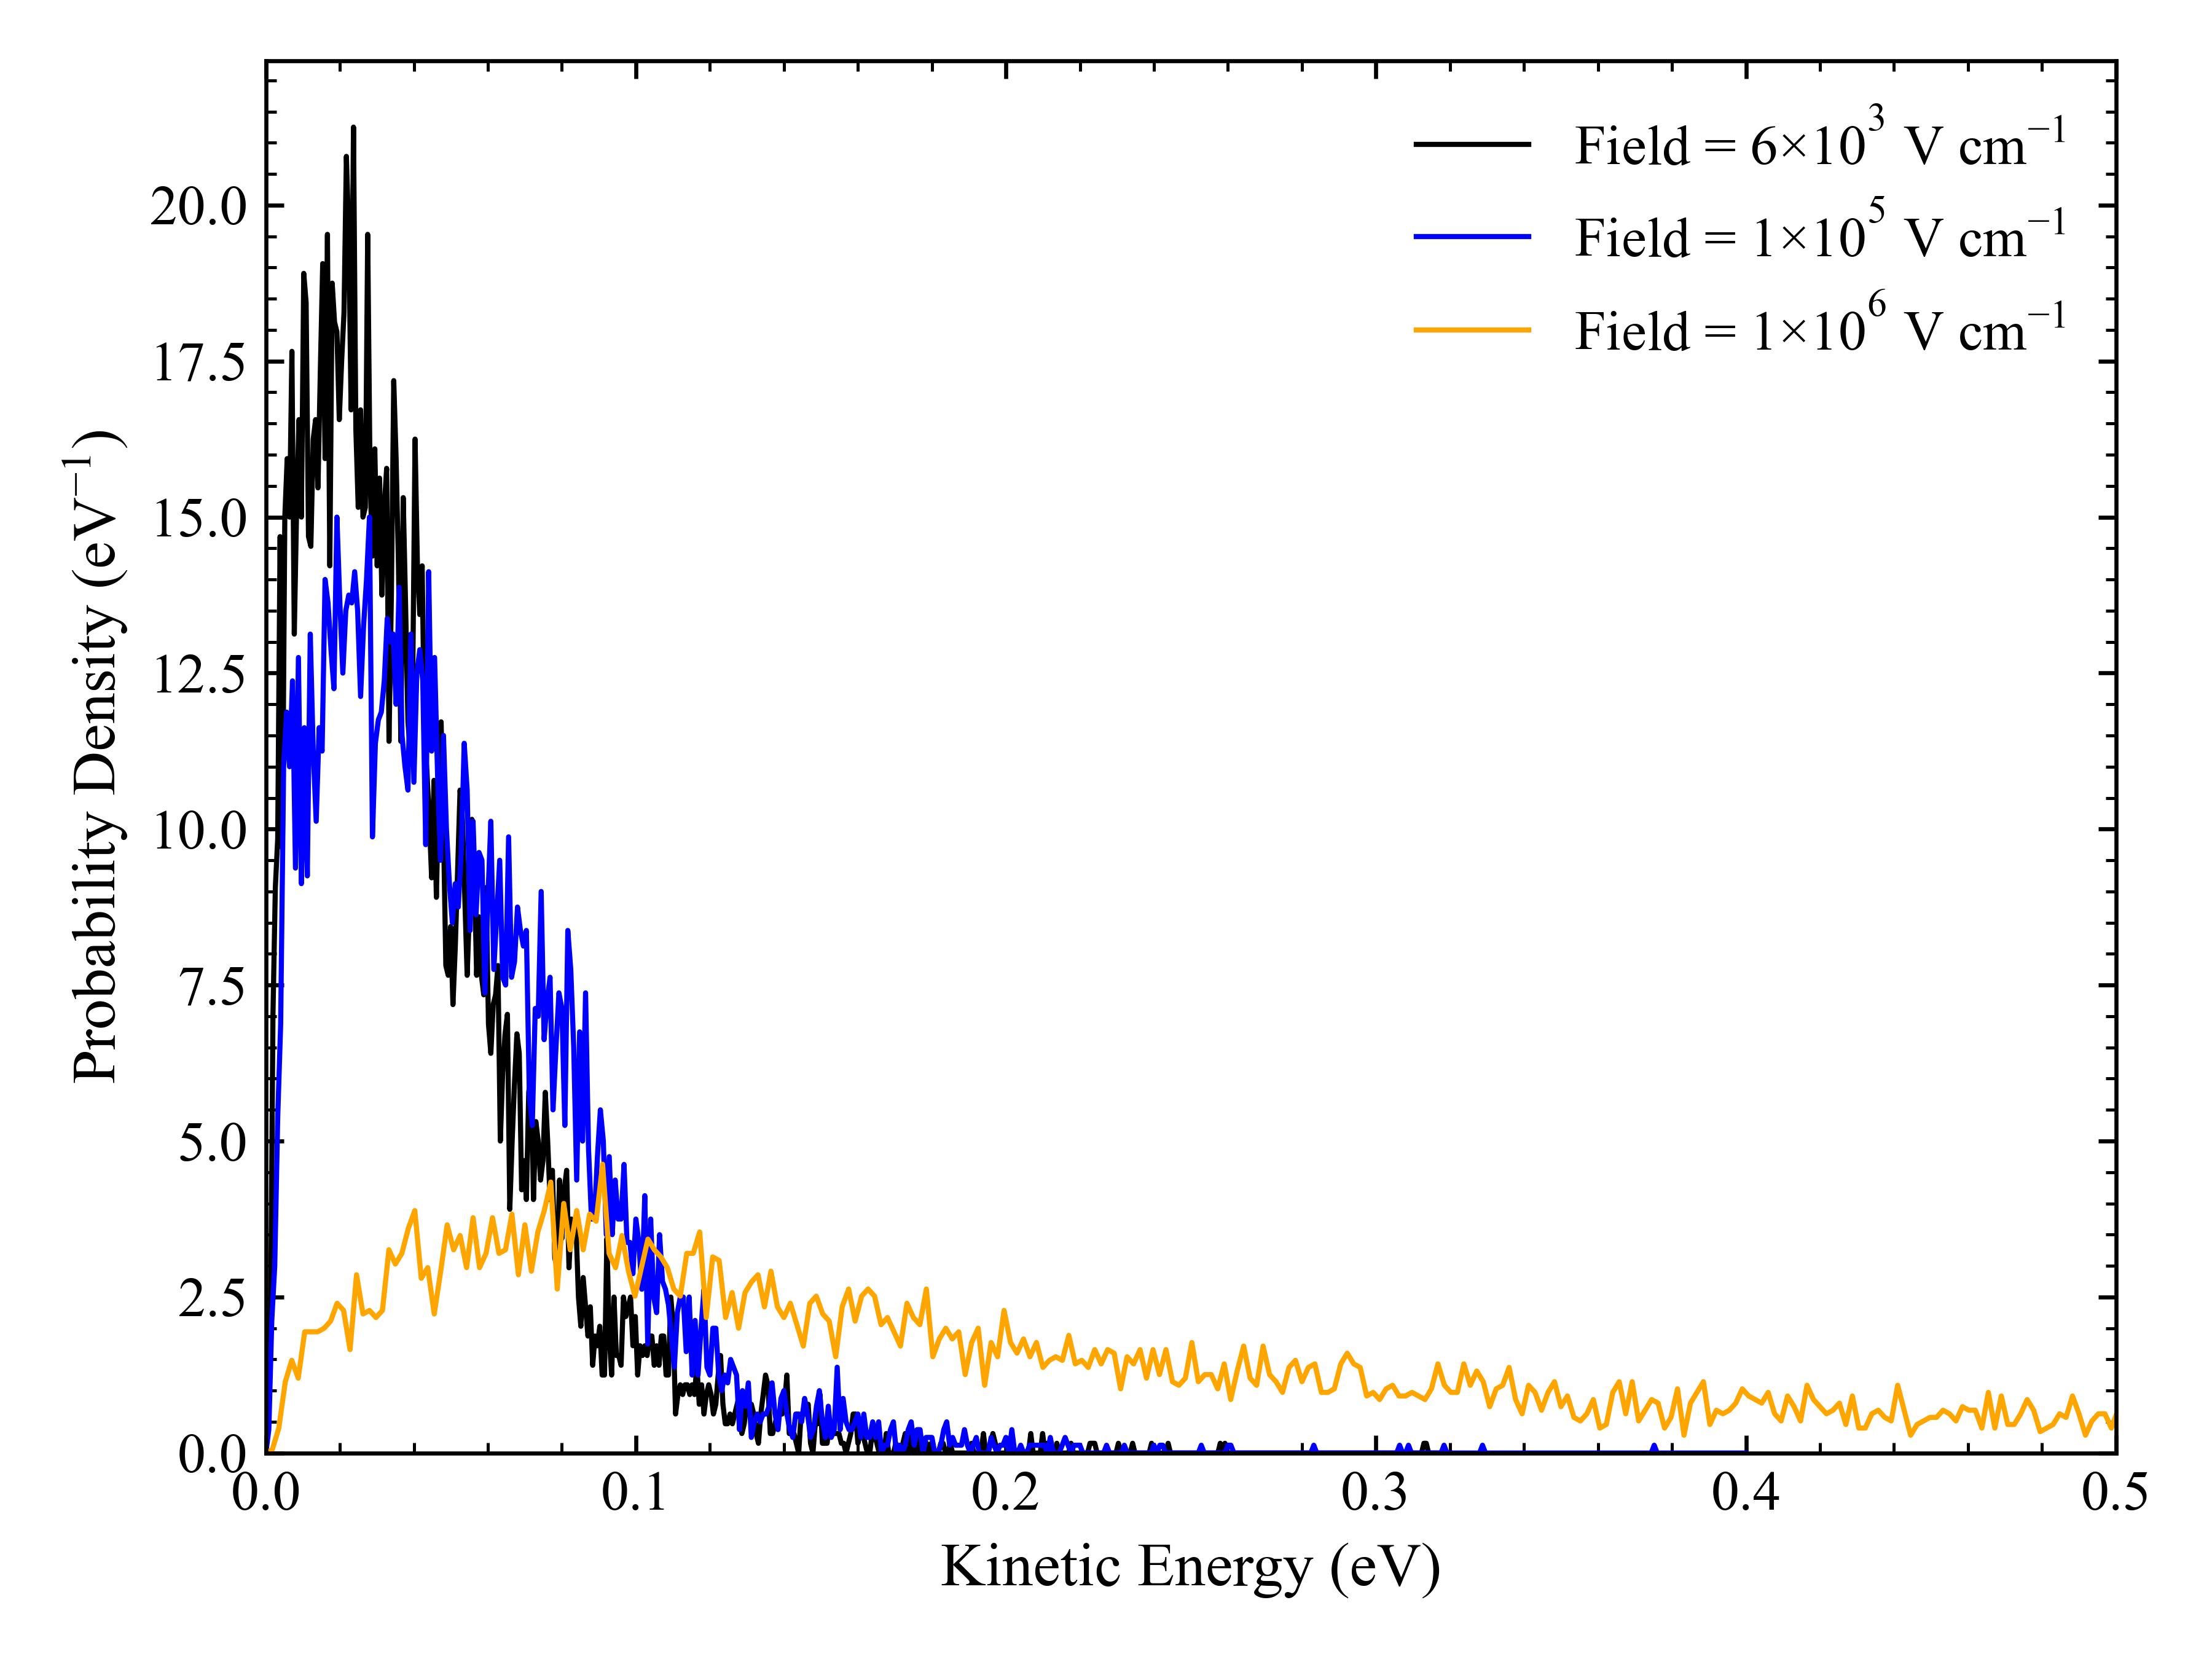 Field = 6×10³ V cm⁻¹
Field = 1×10⁵ V cm⁻¹
Field = 1×10⁶ V cm⁻¹
Probability Density (eV⁻¹)
20.0
17.5
15.0
12.5
10.0
7.5
5.0
2.5
0.0
0.0 0.1 0.2 0.3 0.4 0.5
Kinetic Energy (eV)